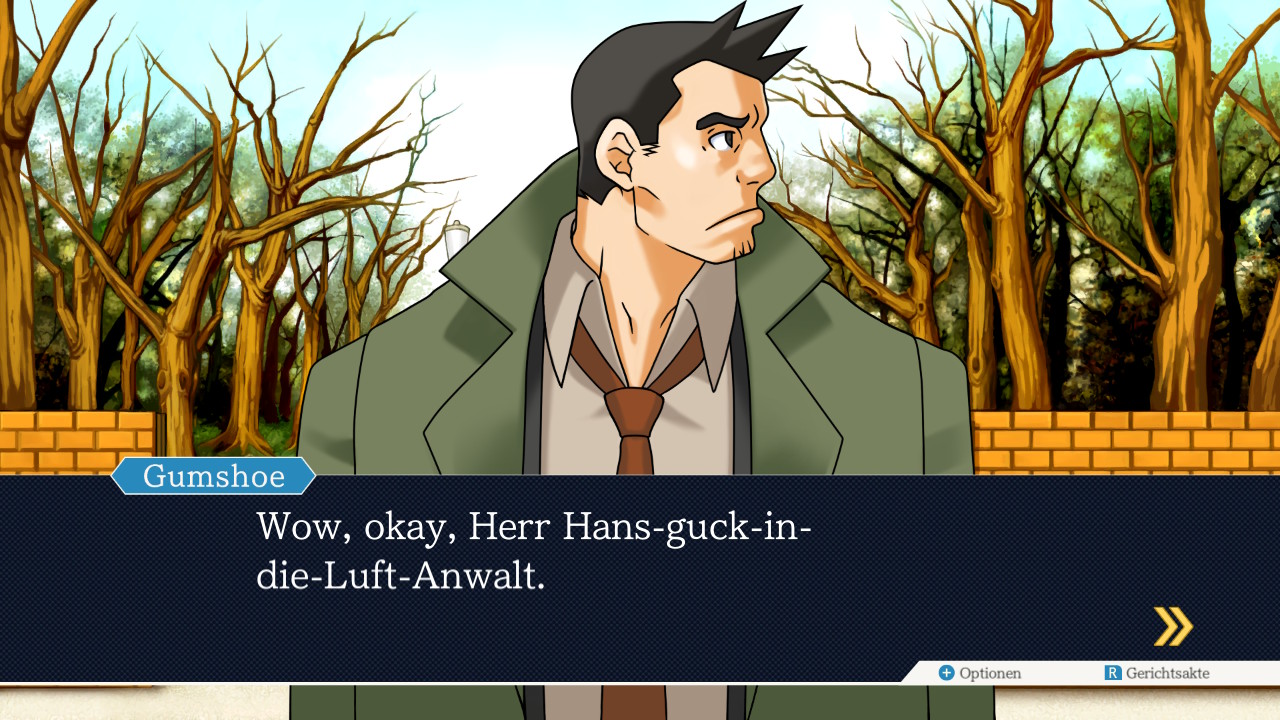 Gumshoe
Wow, okay, Herr Hans-guck-in-
die-Luft-Anwalt.
+ Optionen
R Gerichtsakte